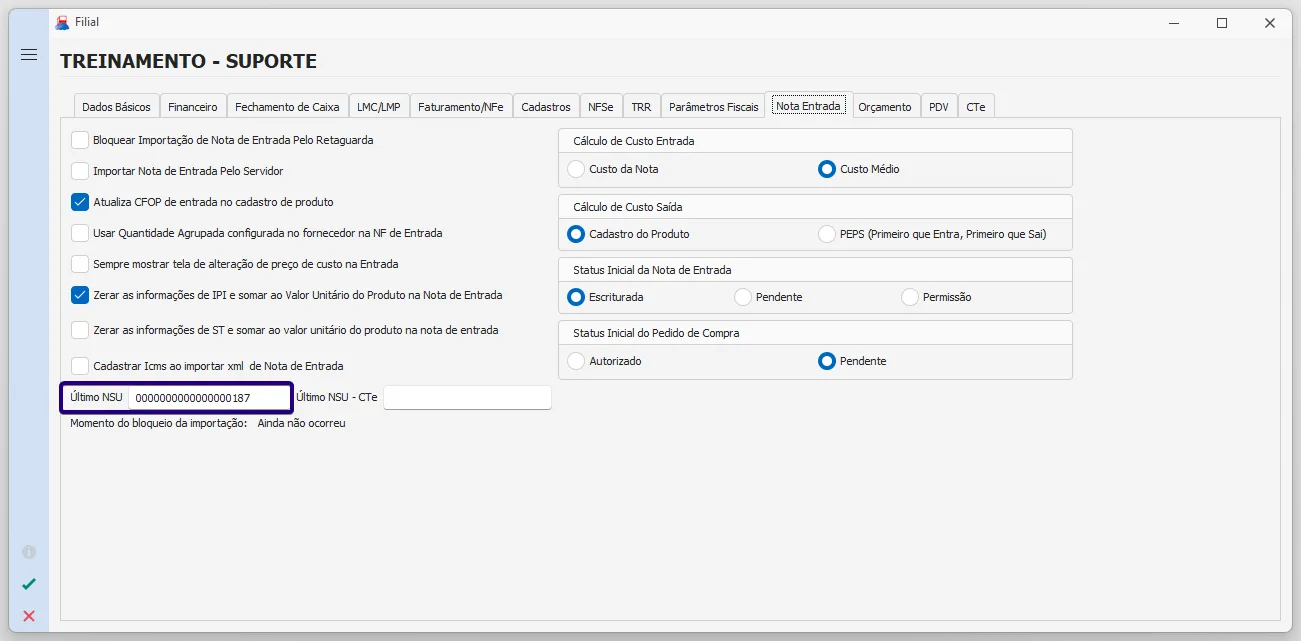 Filial
TREINAMENTO - SUPORTE
Dados Básicos Financeiro Fechamento de Caixa LMC/LMP Faturamento/NFe Cadastros NFSe TRR Parâmetros Fiscais Nota Entrada Orçamento PDV CTe
Bloquear Importação de Nota de Entrada Pelo Retaguarda
Importar Nota de Entrada Pelo Servidor
Atualiza CFOP de entrada no cadastro de produto
Usar Quantidade Agrupada configurada no fornecedor na NF de Entrada
Sempre mostrar tela de alteração de preço de custo na Entrada
Zerar as informações de IPI e somar ao Valor Unitário do Produto na Nota de Entrada
Zerar as informações de ST e somar ao valor unitário do produto na nota de entrada
Cadastrar Icms ao importar xml de Nota de Entrada
Último NSU 000000000000000187 Último NSU - CTe
Momento do bloqueio da importação: Ainda não ocorreu
Cálculo de Custo Entrada
Custo da Nota Custo Médio
Cálculo de Custo Saída
Cadastro do Produto PEPS (Primeiro que Entra, Primeiro que Sai)
Status Inicial da Nota de Entrada
Escriturada Pendente Permissão
Status Inicial do Pedido de Compra
Autorizado Pendente